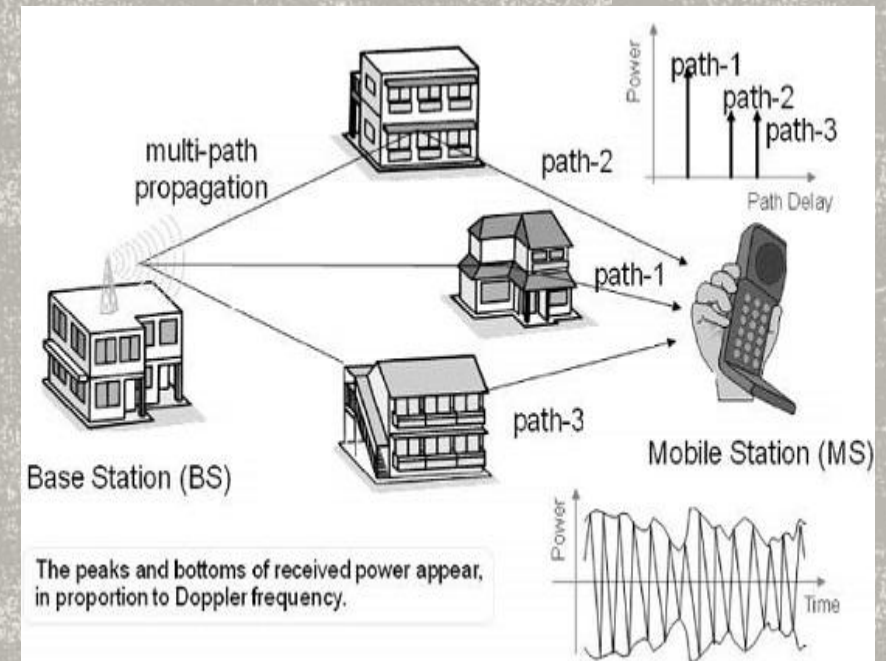 multi-path
propagation
path-2
path-1
path-3
Base Station (BS)
Mobile Station (MS)
Power
path-1
path-2
path-3
Path Delay
Power
Time
The peaks and bottoms of received power appear,
in proportion to Doppler frequency.